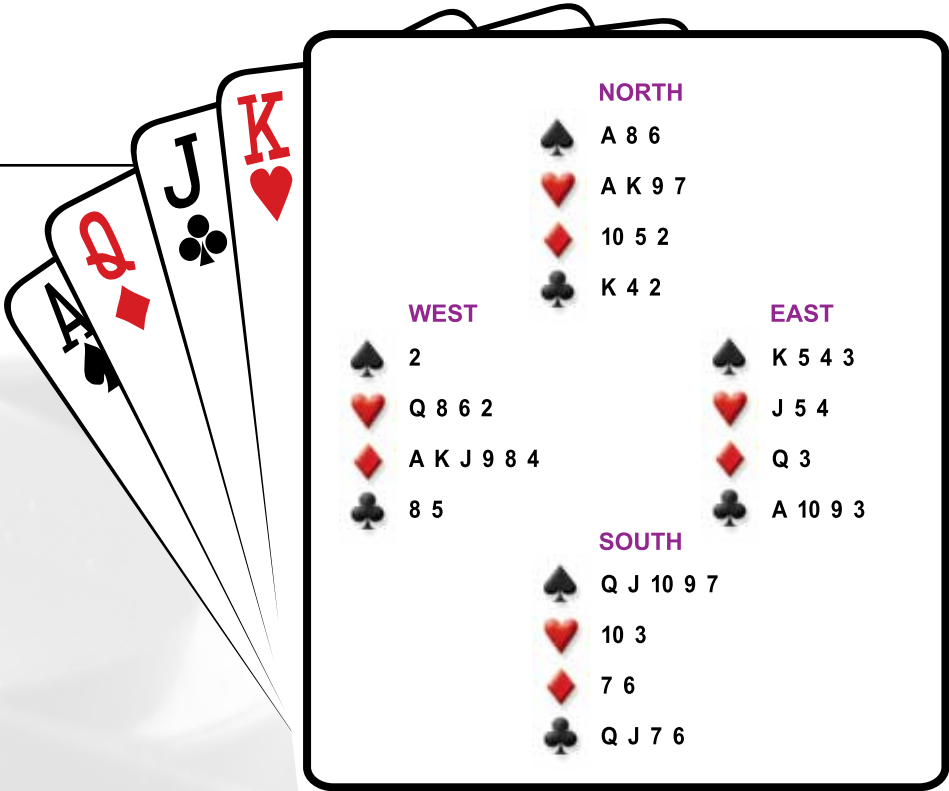 A
Q
J
K
NORTH
A 8 6
A K 9 7
10 5 2
K 4 2
WEST
2
Q 8 6 2
A K J 9 8 4
8 5
EAST
K 5 4 3
J 5 4
Q 3
A 10 9 3
SOUTH
Q J 10 9 7
10 3
7 6
Q J 7 6